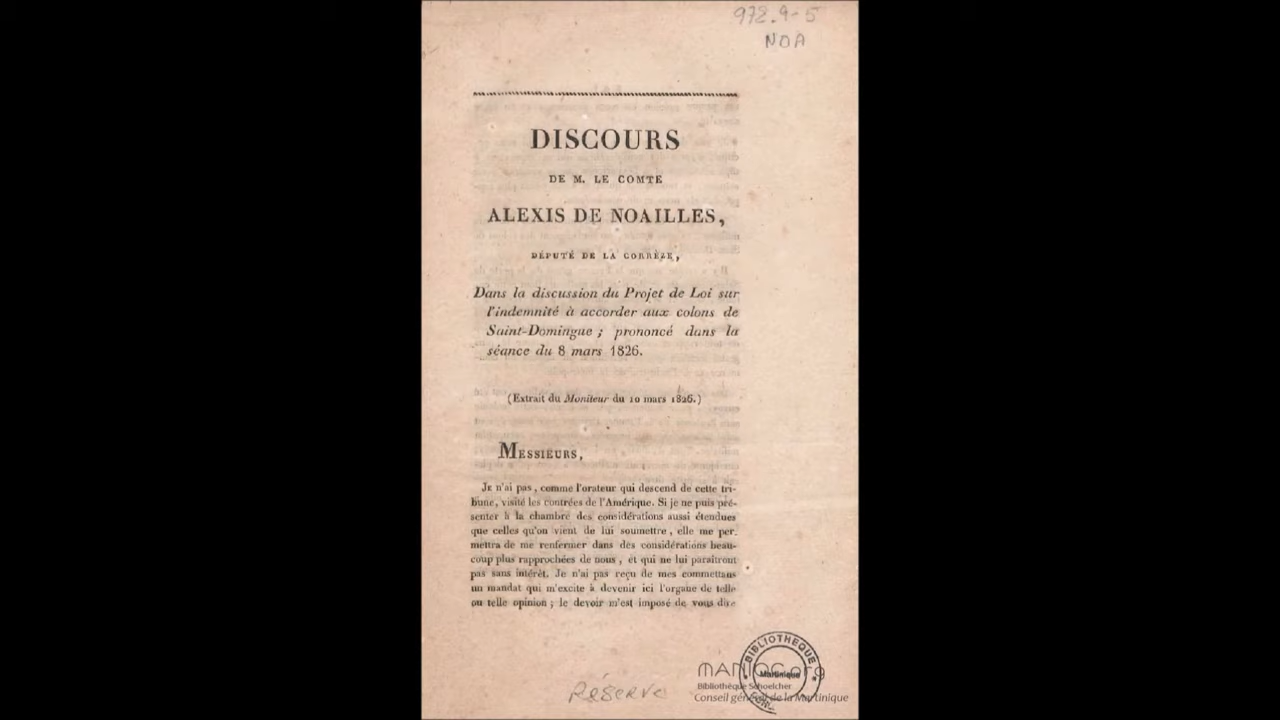 972.9-5
NOA
DISCOURS
DE M. LE COMTE
ALEXIS DE NOAILLES,
DÉPUTÉ DE LA CORRÈZE,
Dans la discussion du Projet de Loi sur
l'indemnité à accorder aux colons de
Saint-Domingue ; prononcé dans la
séance du 8 mars 1826.
(Extrait du Moniteur du 10 mars 1826.)
MESSIEURS,
Je n'ai pas, comme l'orateur qui descend de cette tri-
bune, visité les contrées de l'Amérique. Si je ne puis pré-
senter à la chambre des considérations aussi étendues
que celles qu'on vient de lui soumettre, elle me per-
mettra de me renfermer dans des considérations beau-
coup plus rapprochées de nous, et qui ne lui paraîtront
pas sans intérêt. Je n'ai pas reçu de mes commettans
un mandat qui m'excite à devenir ici l'organe de telle
ou telle opinion ; le devoir m'est imposé de vous dire
BIBLIOTHEQUE
Martinique
MANIOC.org
Bibliothèque Schoelcher
Conseil général de la Martinique
Réserve